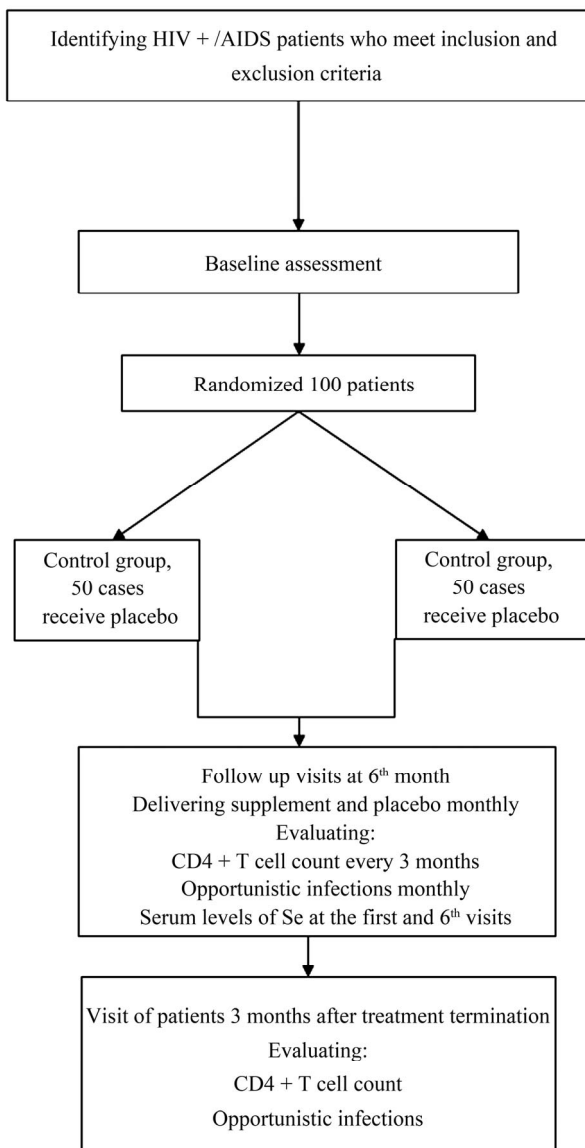 Identifying HIV + /AIDS patients who meet inclusion and
exclusion criteria
Baseline assessment
Randomized 100 patients
Control group,
50 cases
receive placebo
Control group,
50 cases
receive placebo
Follow up visits at 6th month
Delivering supplement and placebo monthly
Evaluating:
CD4 + T cell count every 3 months
Opportunistic infections monthly
Serum levels of Se at the first and 6th visits
Visit of patients 3 months after treatment termination
Evaluating:
CD4 + T cell count
Opportunistic infections